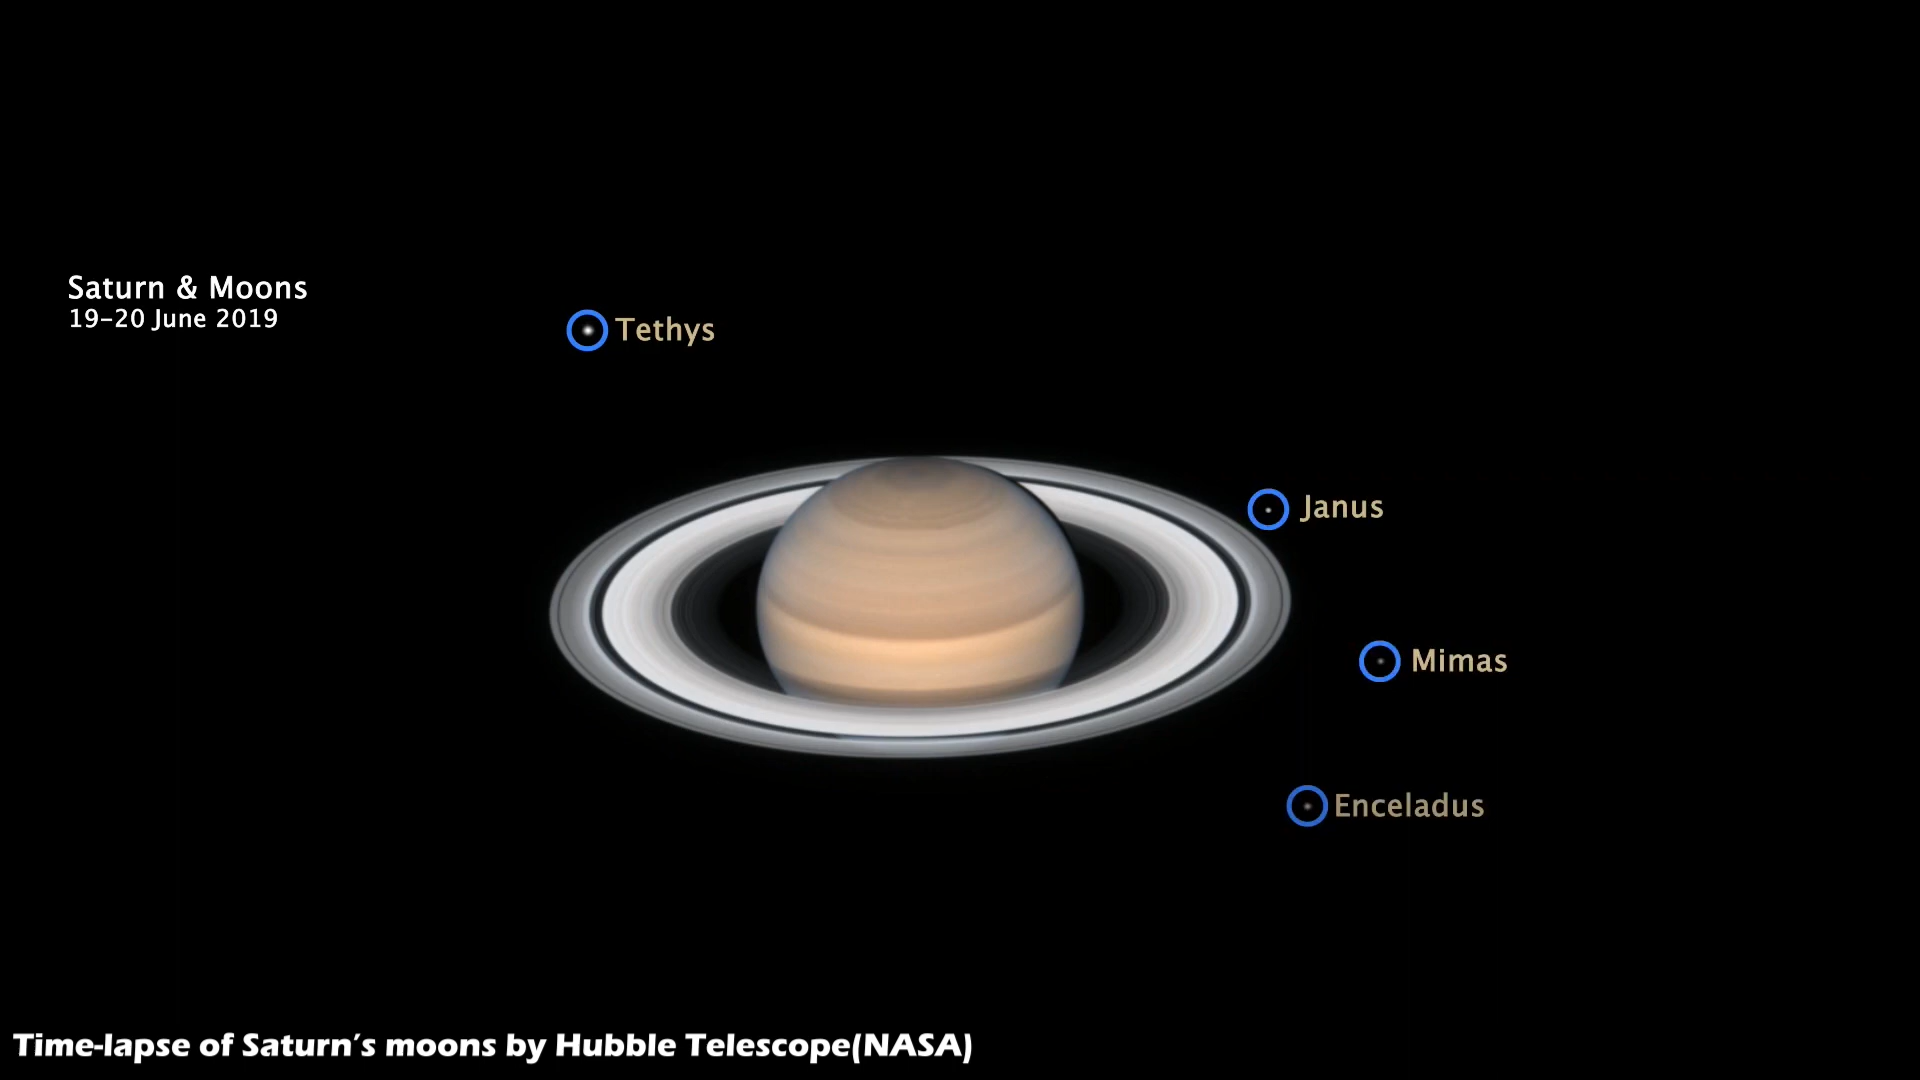 Saturn & Moons
19–20 June 2019
Tethys
Janus
Mimas
Enceladus
Time-lapse of Saturn's moons by Hubble Telescope(NASA)